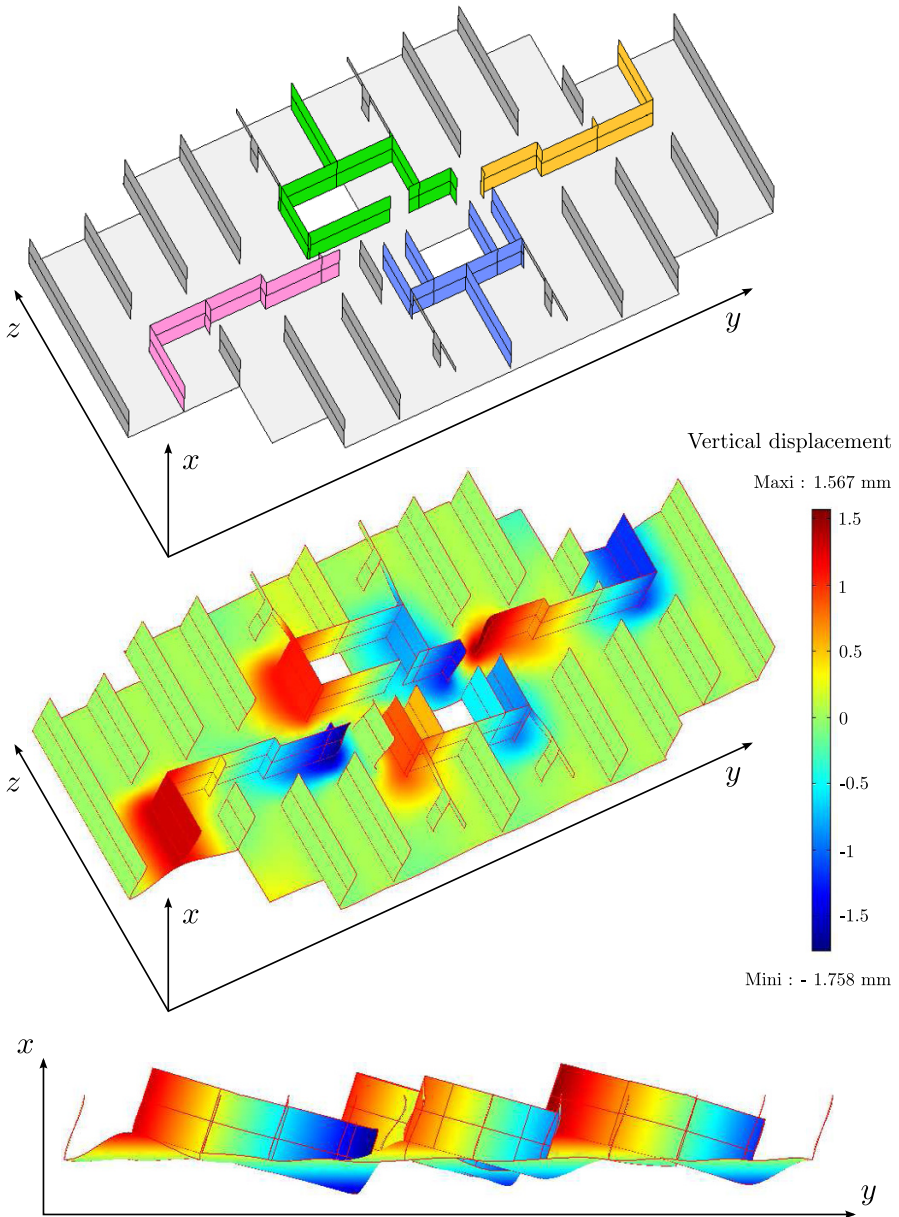 z
y
x
Vertical displacement
Maxi : 1.567 mm
1.5
1
0.5
0
-0.5
-1
-1.5
Mini : - 1.758 mm
z
y
x
x
y